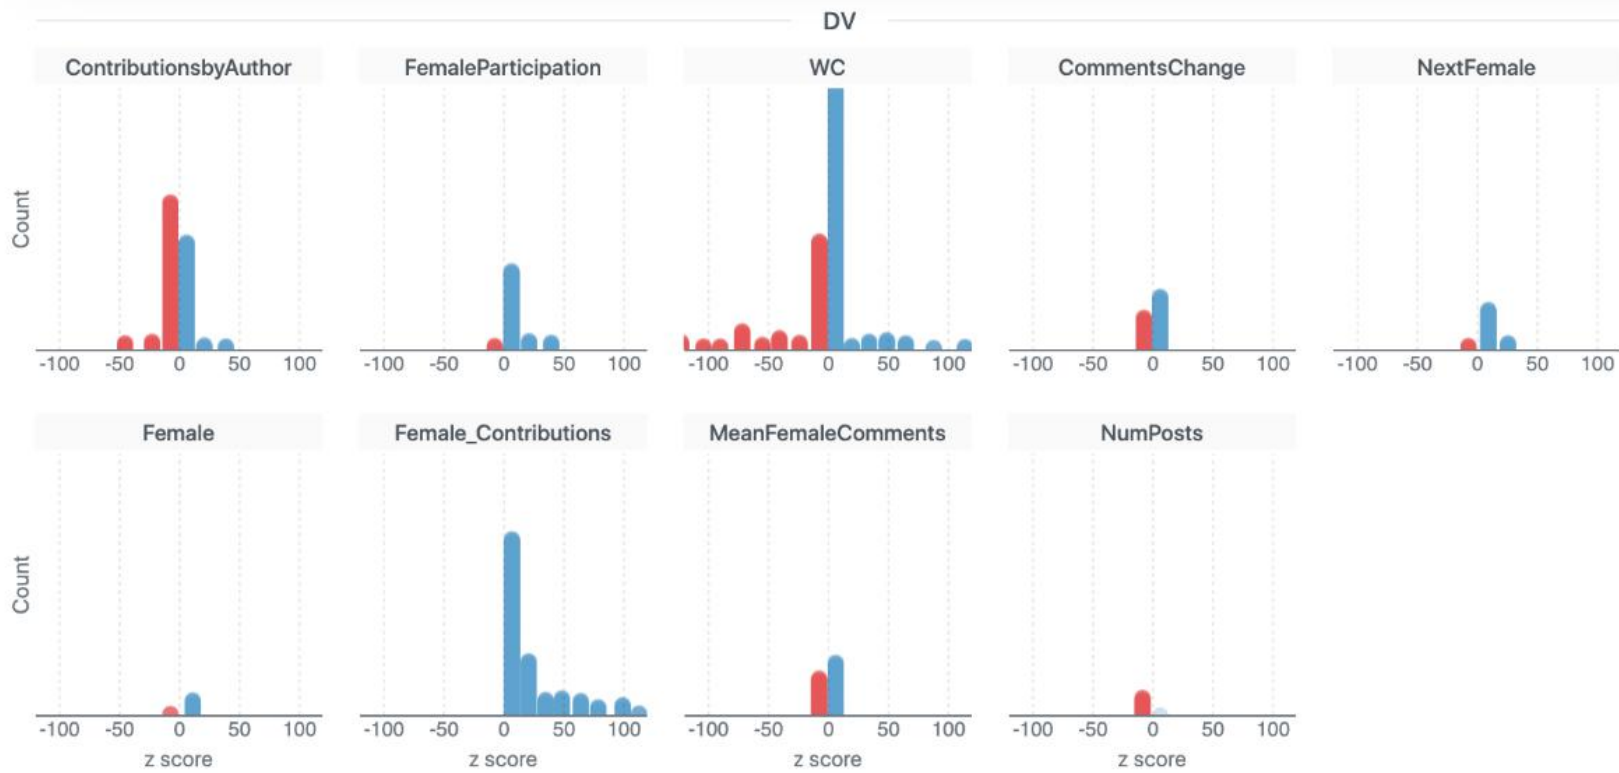 DV
ContributionsbyAuthor FemaleParticipation WC CommentsChange NextFemale
Count
-100 -50 0 50 100 -100 -50 0 50 100 -100 -50 0 50 100 -100 -50 0 50 100 -100 -50 0 50 100
Female Female_Contributions MeanFemaleComments NumPosts
Count
-100 -50 0 50 100 -100 -50 0 50 100 -100 -50 0 50 100 -100 -50 0 50 100
z score z score z score z score